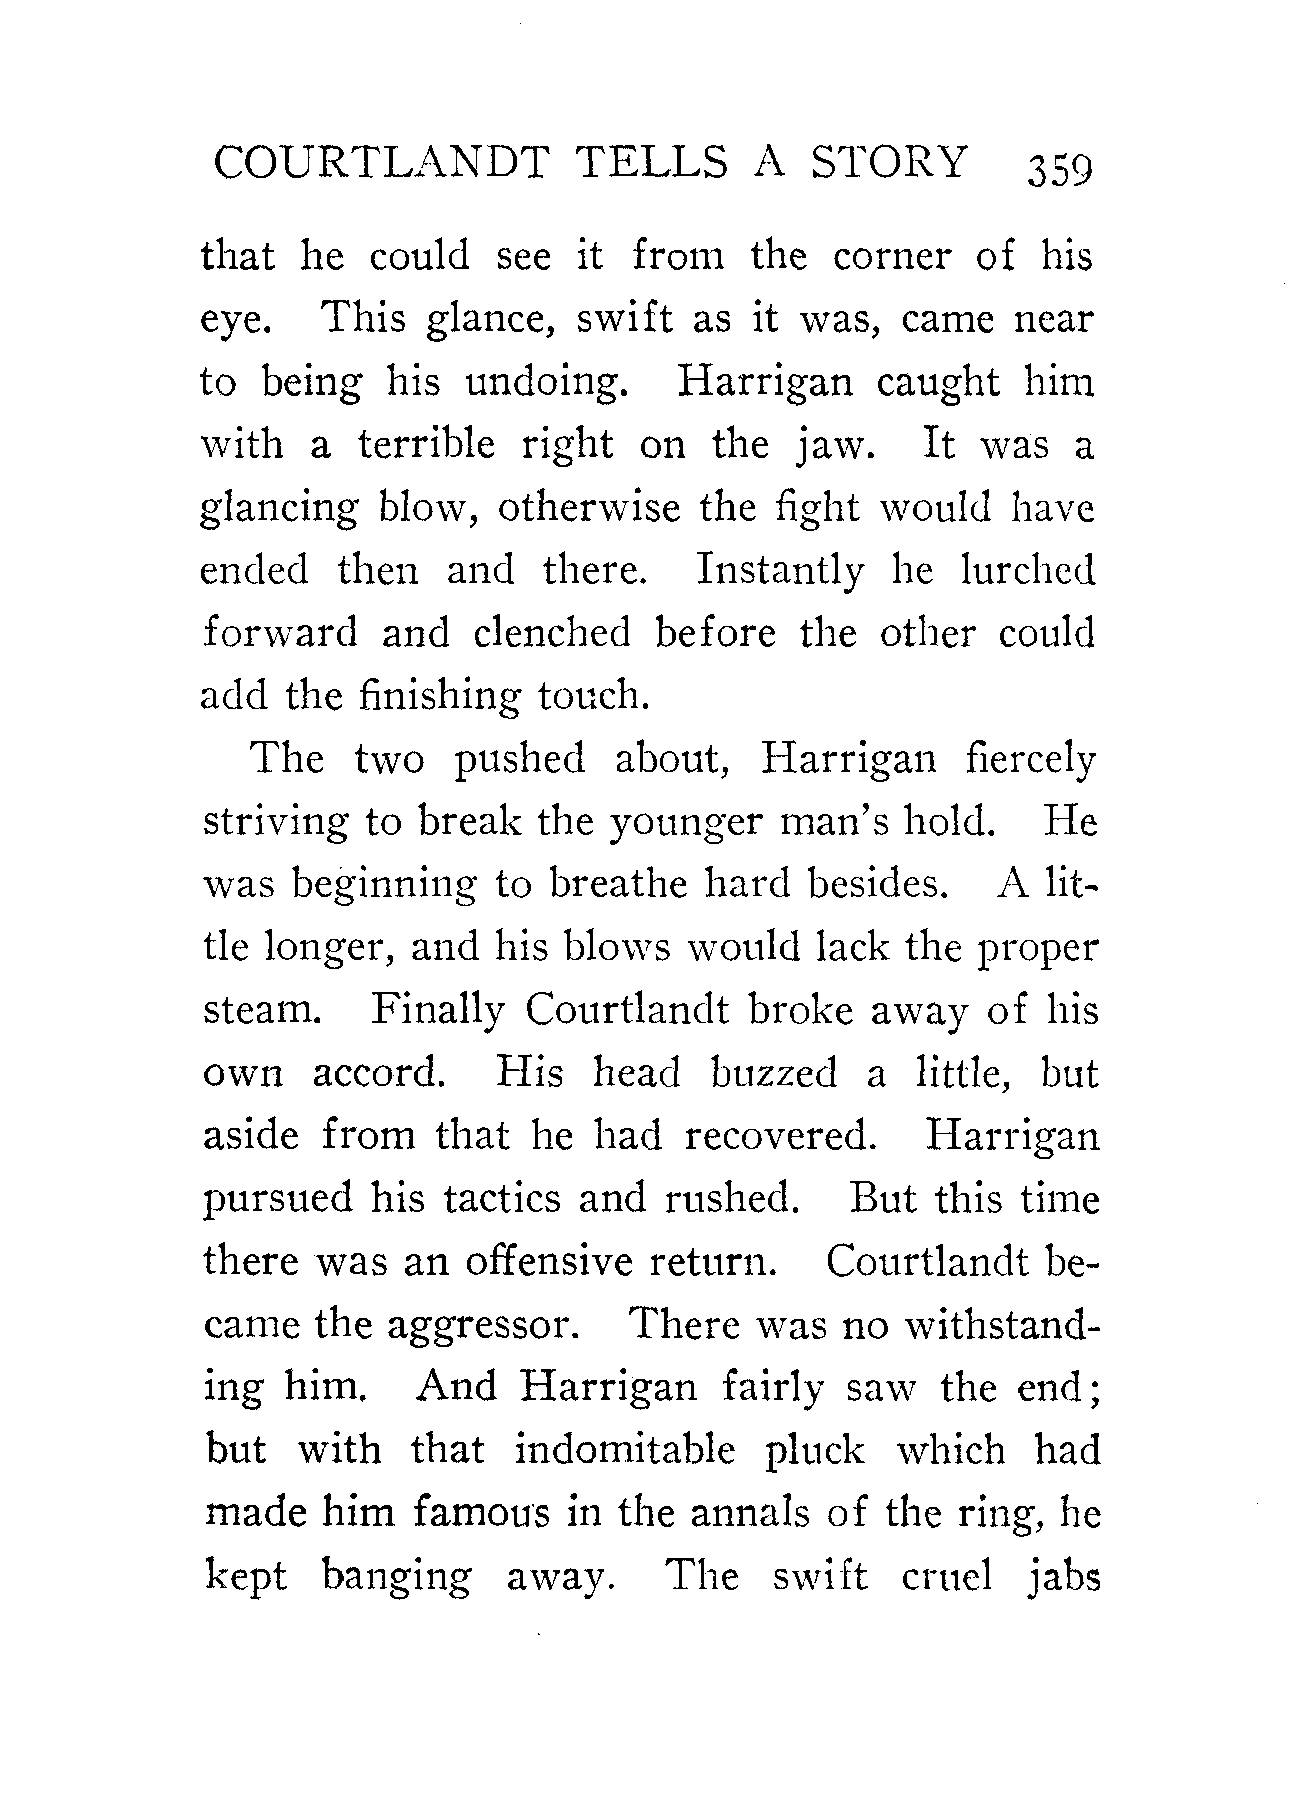 COURTLANDT TELLS A STORY 359
that he could see it from the corner of his
eye. This glance, swift as it was, came near
to being his undoing. Harrigan caught him
with a terrible right on the jaw. It was a
glancing blow, otherwise the fight would have
ended then and there. Instantly he lurched
forward and clenched before the other could
add the finishing touch.
The two pushed about, Harrigan fiercely
striving to break the younger man's hold. He
was beginning to breathe hard besides. A lit-
tle longer, and his blows would lack the proper
steam. Finally Courtlandt broke away of his
own accord. His head buzzed a little, but
aside from that he had recovered. Harrigan
pursued his tactics and rushed. But this time
there was an offensive return. Courtlandt be-
came the aggressor. There was no withstand-
ing him. And Harrigan fairly saw the end;
but with that indomitable pluck which had
made him famous in the annals of the ring, he
kept banging away. The swift cruel jabs